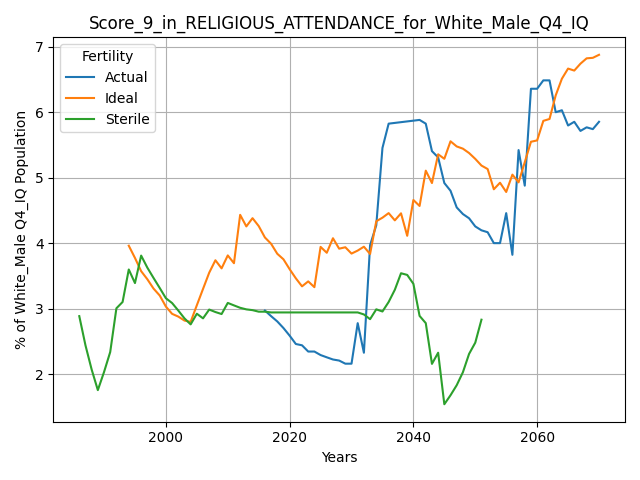 Score_9_in_RELIGIOUS_ATTENDANCE_for_White_Male_Q4_IQ
Fertility
Actual
Ideal
Sterile
% of White_Male Q4_IQ Population
7
6
5
4
3
2
2000
2020
2040
2060
Years